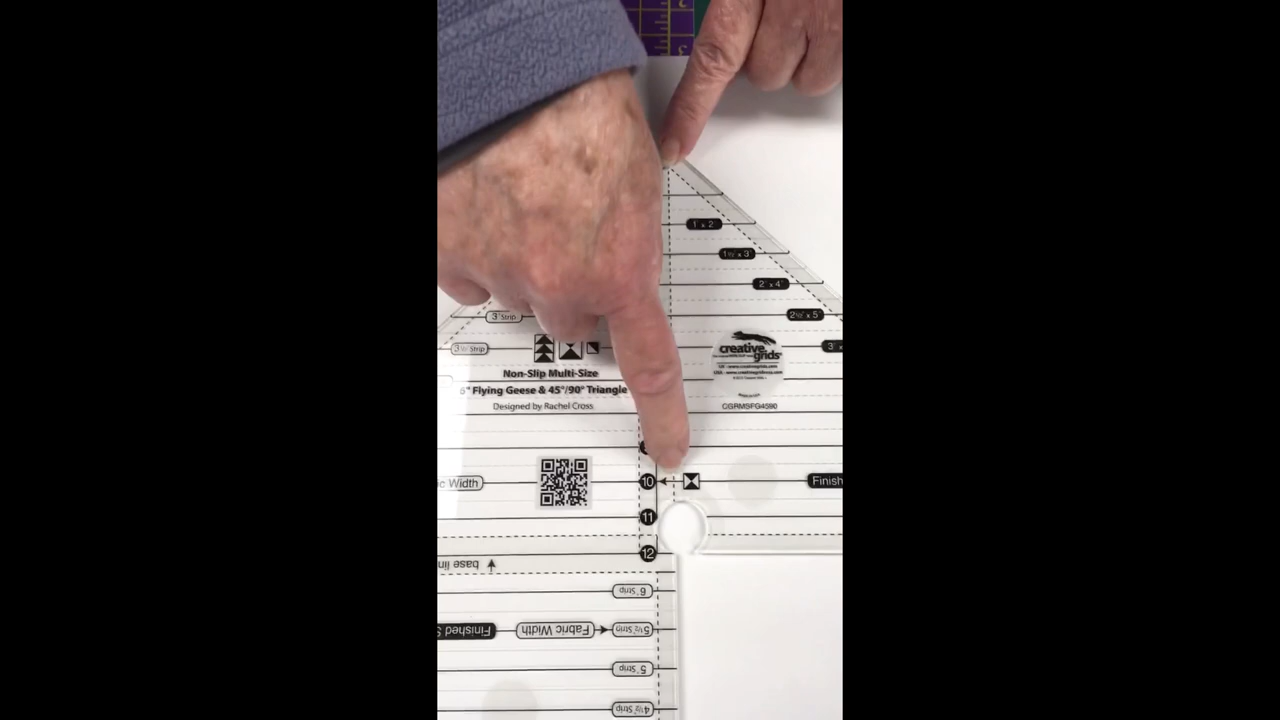 1" x 2"
1½" x 3"
2" x 4"
3" Strip
2½" x 5"
3½" Strip
3" x
creative
grids®
Non-Slip Multi-Size
6" Flying Geese & 45°/90° Triangle
Designed by Rachel Cross
CGRMSFG4590
c Width
10
Finish
11
12
base lin
6" Strip
Finished S
Fabric Width
5½" Strip
5" Strip
4½" Strip